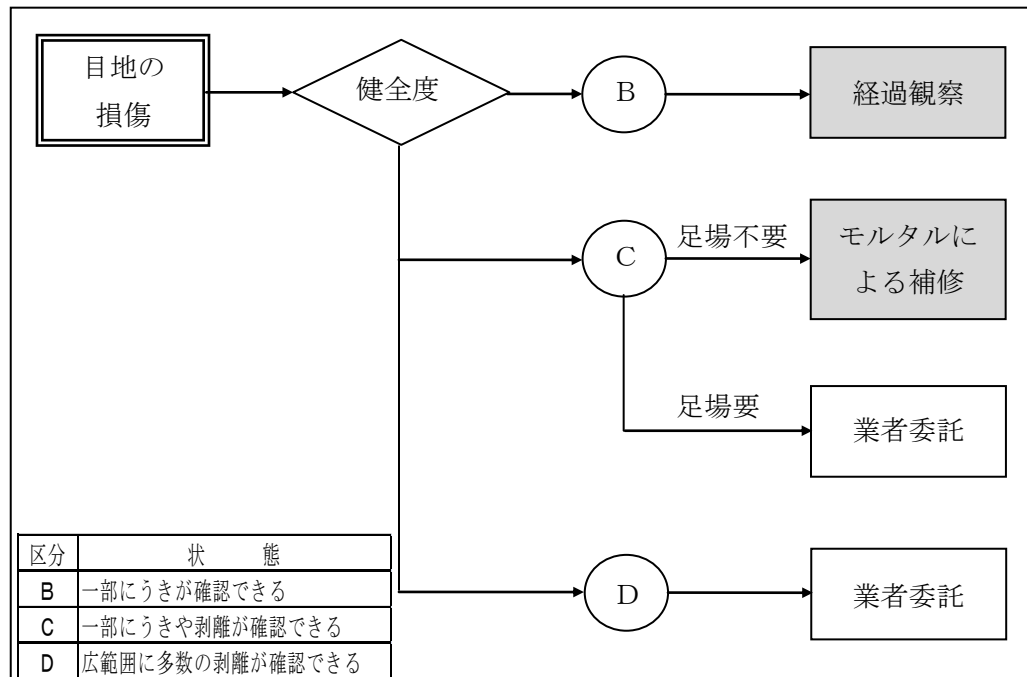 目地の
損傷
健全度
B
経過観察
C
足場不要
モルタルに
よる補修
足場要
業者委託
D
業者委託
区分 状 態
B 一部にうきが確認できる
C 一部にうきや剥離が確認できる
D 広範囲に多数の剥離が確認できる